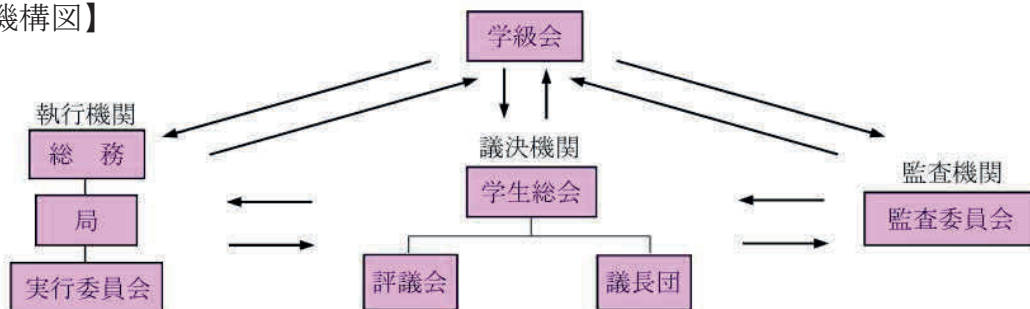 機構図】
学級会
執行機関
総務
議決機関
監査機関
学生総会
局
監査委員会
実行委員会
評議会
議長団